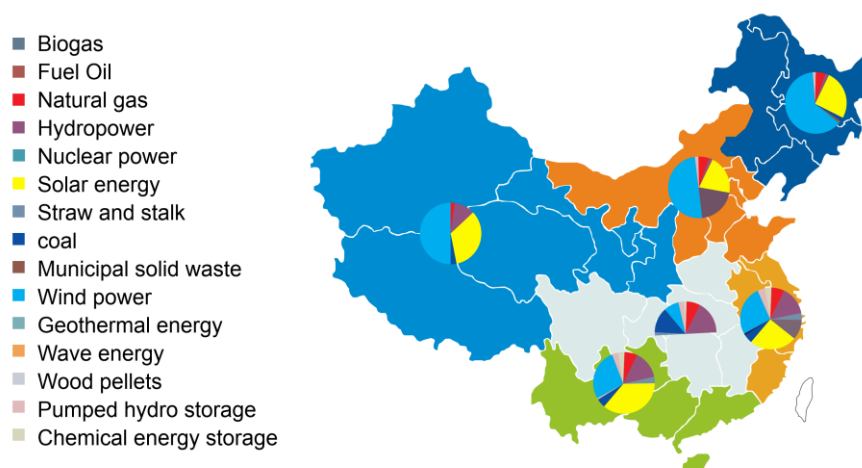 Biogas
Fuel Oil
Natural gas
Hydropower
Nuclear power
Solar energy
Straw and stalk
coal
Municipal solid waste
Wind power
Geothermal energy
Wave energy
Wood pellets
Pumped hydro storage
Chemical energy storage